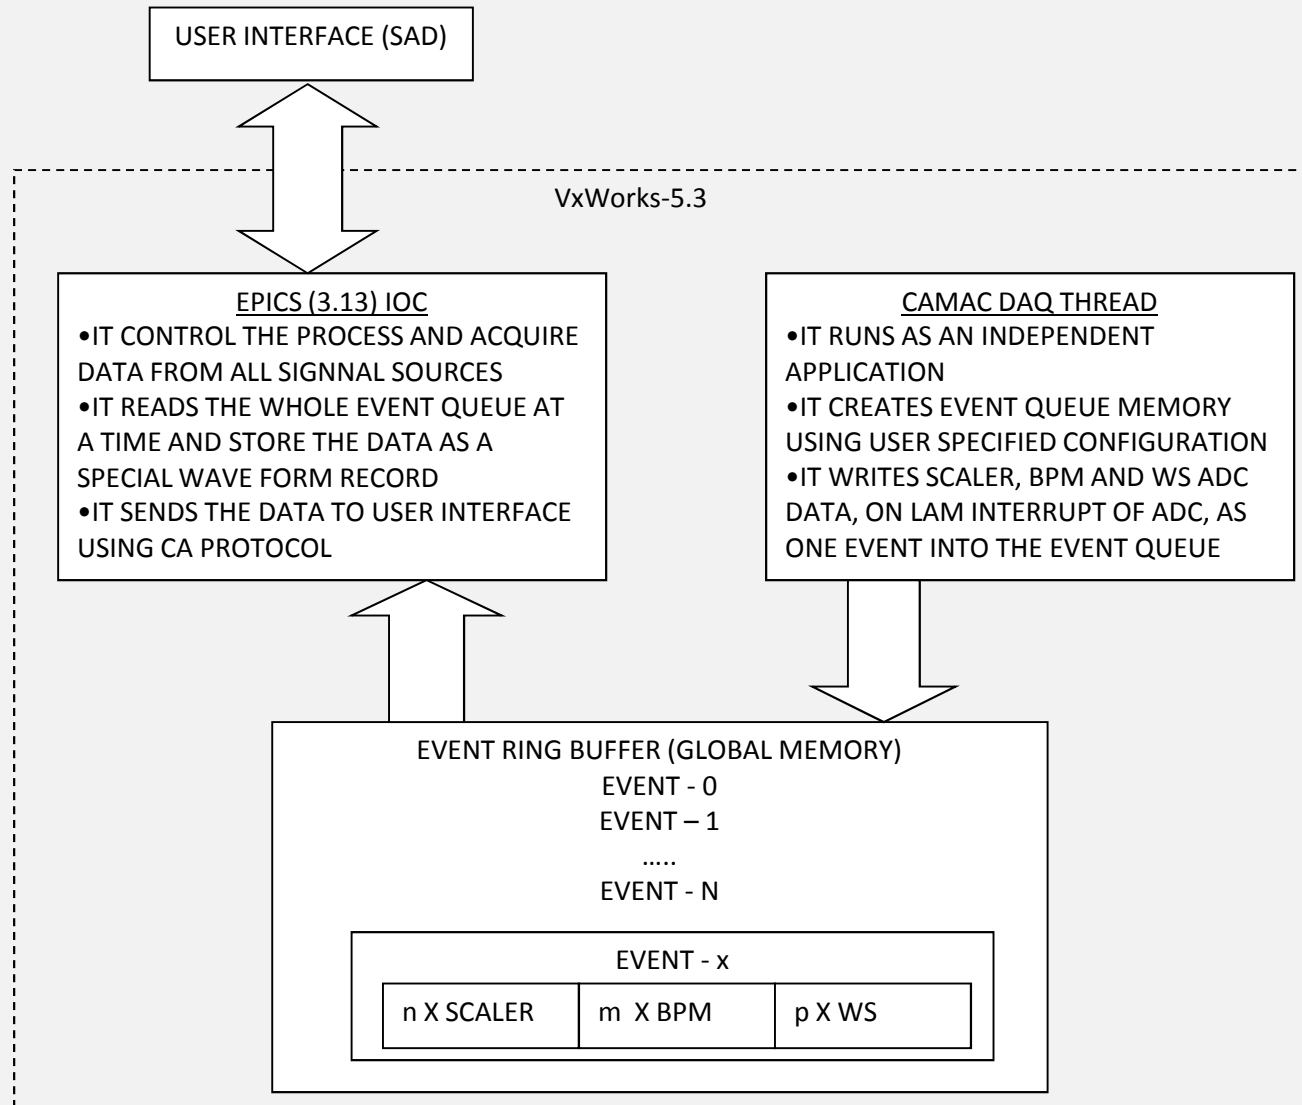 USER INTERFACE (SAD)
VxWorks-5.3
EPICS (3.13) IOC
•IT CONTROL THE PROCESS AND ACQUIRE
DATA FROM ALL SIGNNAL SOURCES
•IT READS THE WHOLE EVENT QUEUE AT
A TIME AND STORE THE DATA AS A
SPECIAL WAVE FORM RECORD
•IT SENDS THE DATA TO USER INTERFACE
USING CA PROTOCOL
CAMAC DAQ THREAD
•IT RUNS AS AN INDEPENDENT
APPLICATION
•IT CREATES EVENT QUEUE MEMORY
USING USER SPECIFIED CONFIGURATION
•IT WRITES SCALER, BPM AND WS ADC
DATA, ON LAM INTERRUPT OF ADC, AS
ONE EVENT INTO THE EVENT QUEUE
EVENT RING BUFFER (GLOBAL MEMORY)
EVENT - 0
EVENT – 1
…..
EVENT - N
EVENT - x
n X SCALER
m X BPM
p X WS